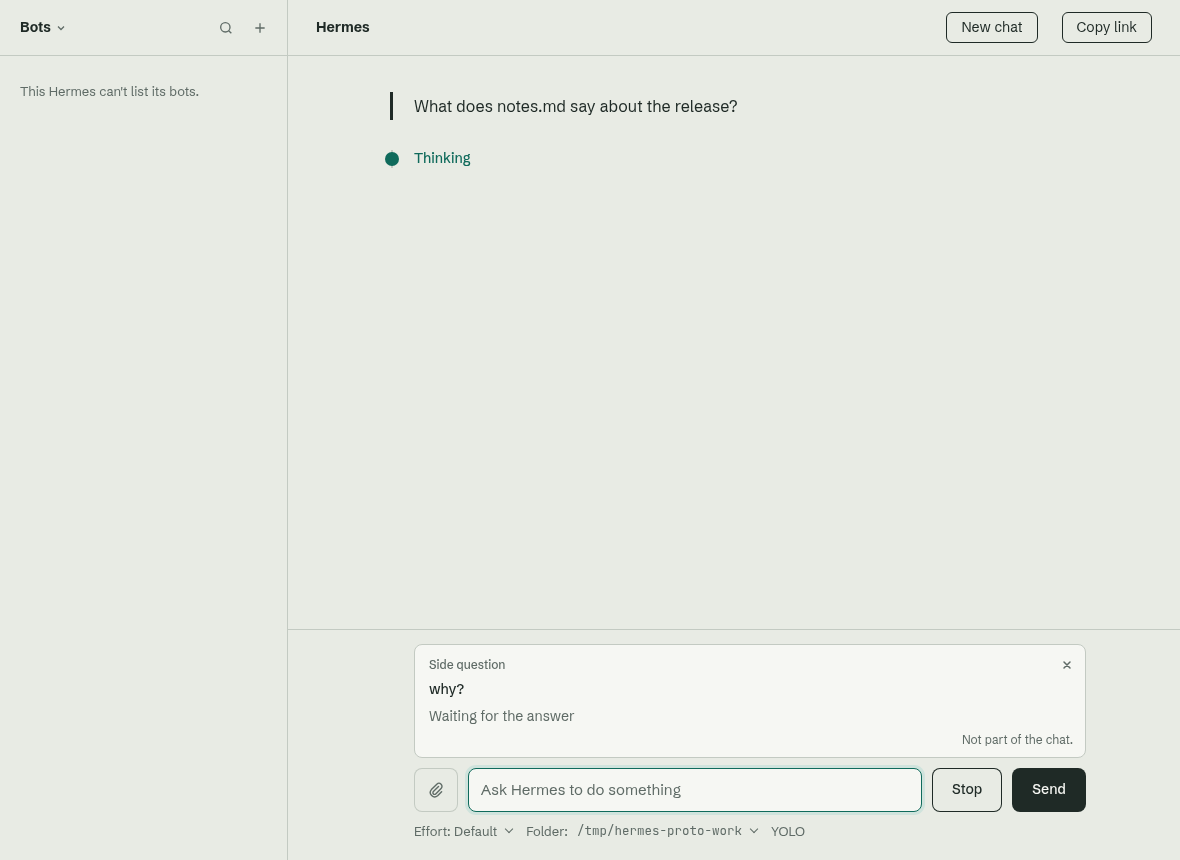 Bots
Hermes
New chat
Copy link
This Hermes can't list its bots.
What does notes.md say about the release?
Thinking
Side question
why?
Waiting for the answer
Not part of the chat.
Ask Hermes to do something
Stop
Send
Effort: Default
Folder: /tmp/hermes-proto-work
YOLO